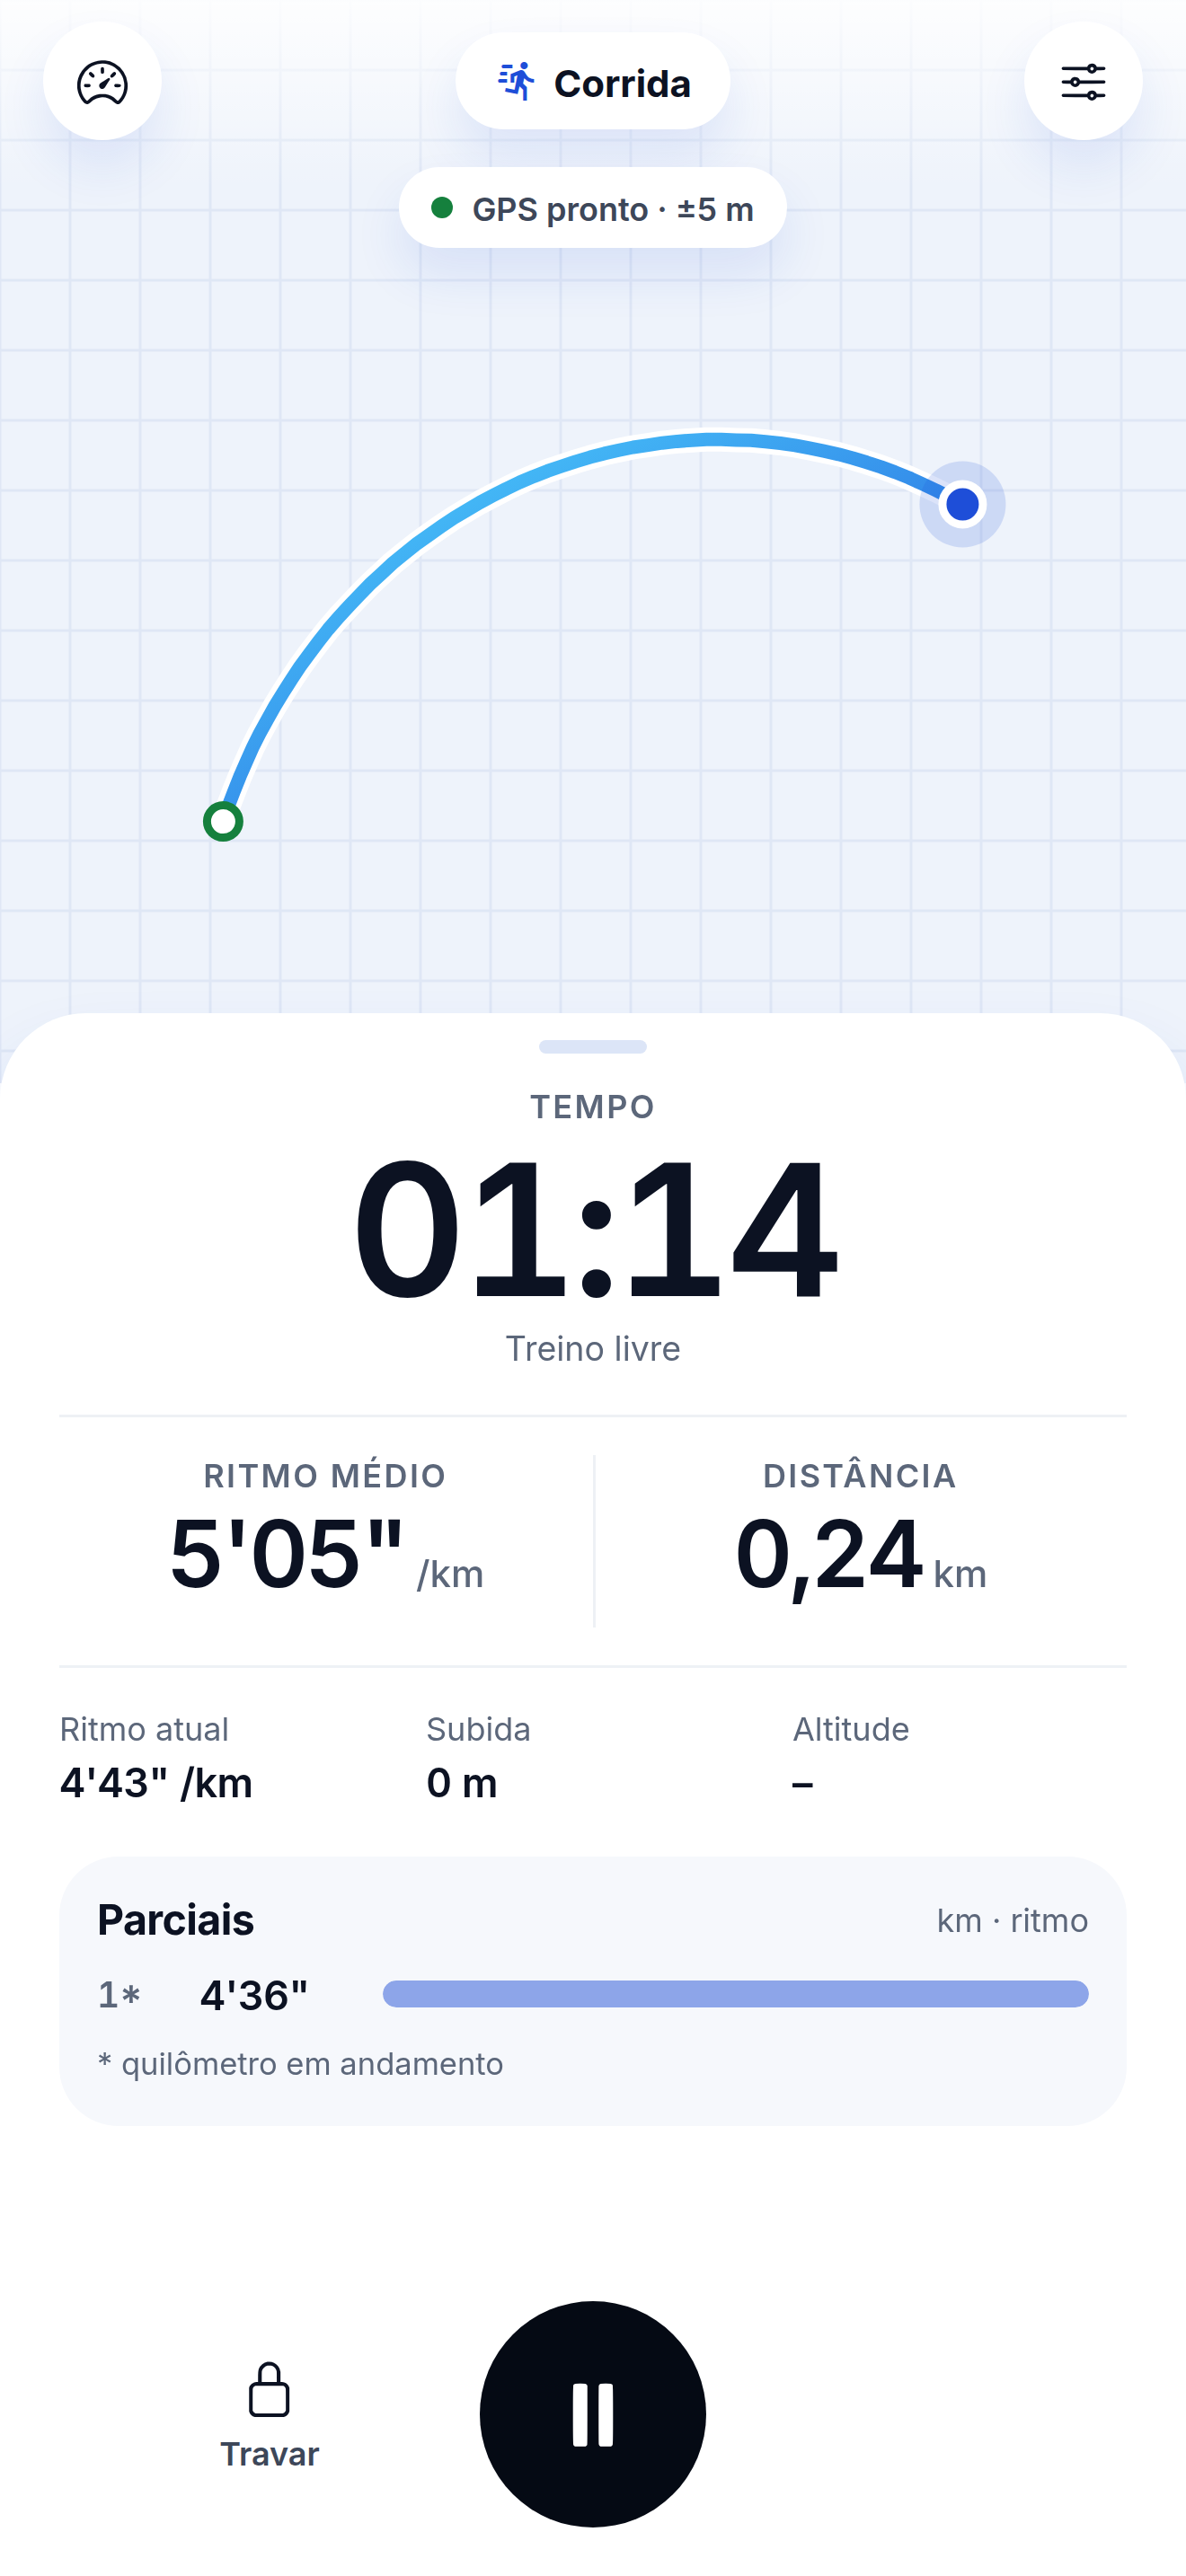 Corrida
GPS pronto · ±5 m
TEMPO
01:14
Treino livre
RITMO MÉDIO
5'05" /km
DISTÂNCIA
0,24 km
Ritmo atual
4'43" /km
Subida
0 m
Altitude
–
Parciais
km · ritmo
1* 4'36"
* quilômetro em andamento
Travar